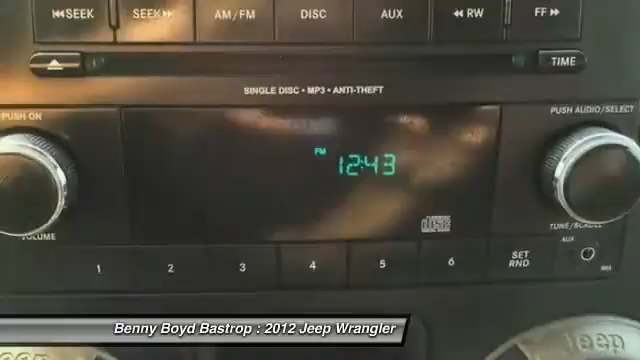 SEEK SEEK AM/FM DISC AUX RW FF
TIME
SINGLE DISC • MP3 • ANTI-THEFT
PUSH ON PUSH AUDIO/SELECT
FM
12:43
VOLUME TUNE/SCROLL
1 2 3 4 5 6 SET RND AUX
Benny Boyd Bastrop : 2012 Jeep Wrangler
Jeep Jeep